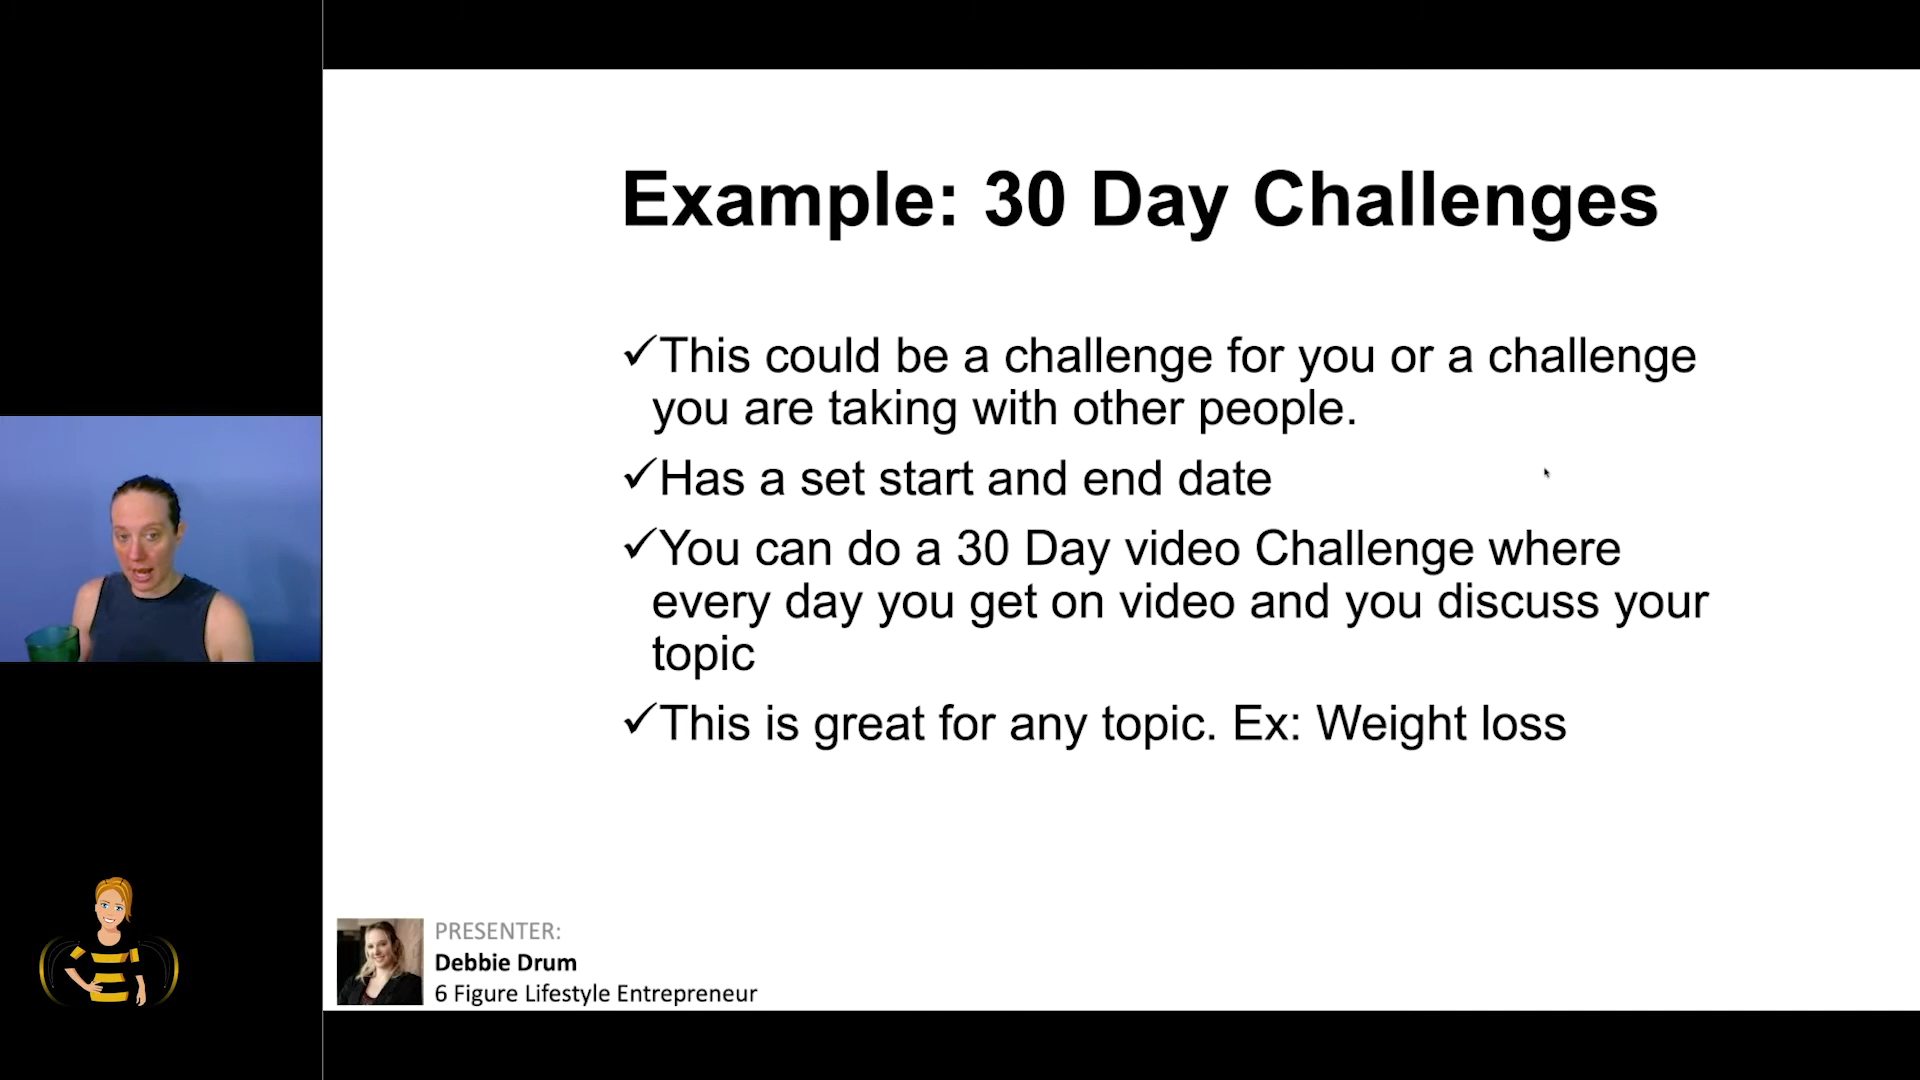 Example: 30 Day Challenges
✓This could be a challenge for you or a challenge
you are taking with other people.
✓Has a set start and end date
✓You can do a 30 Day video Challenge where
every day you get on video and you discuss your
topic
✓This is great for any topic. Ex: Weight loss
PRESENTER:
Debbie Drum
6 Figure Lifestyle Entrepreneur